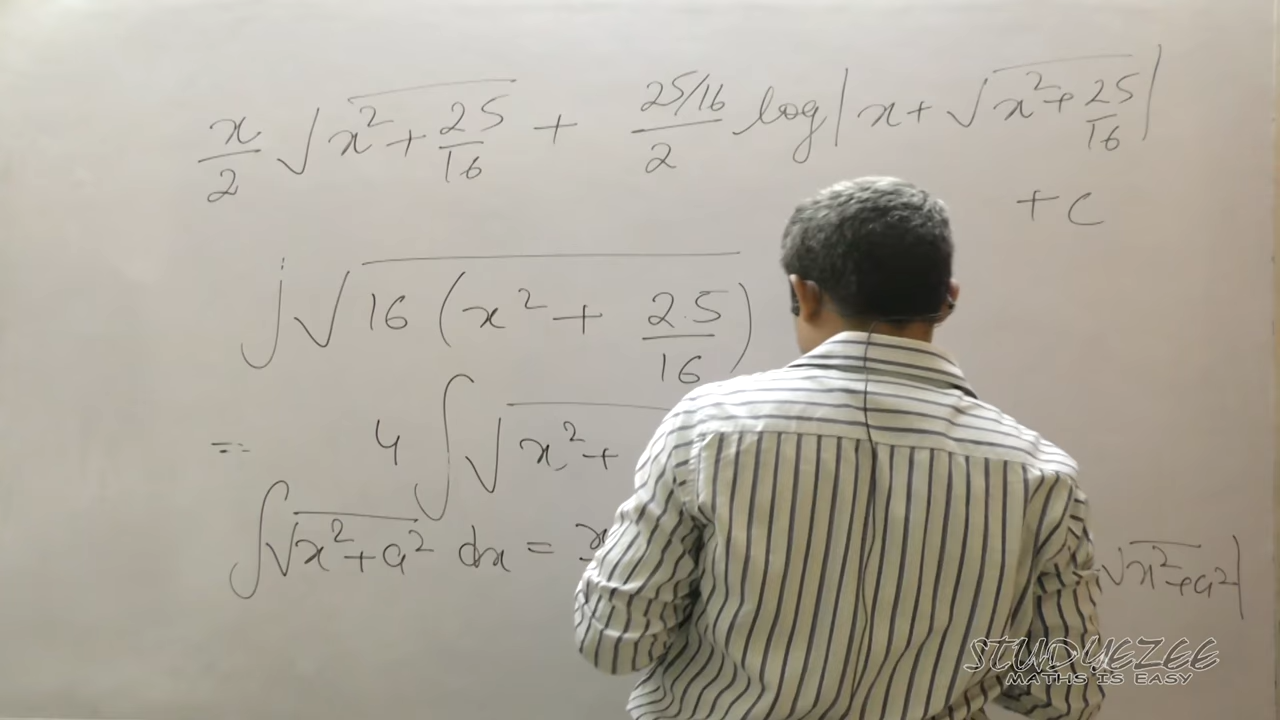 x/2 √(x² + 25/16) + (25/16)/2 log|x + √(x² + 25/16)|
+ c
∫√(16(x² + 25/16))
= 4 ∫√(x² +
∫√(x² + a²) dx = x √(x² + a²)|
STUDYEZEE
MATHS IS EASY